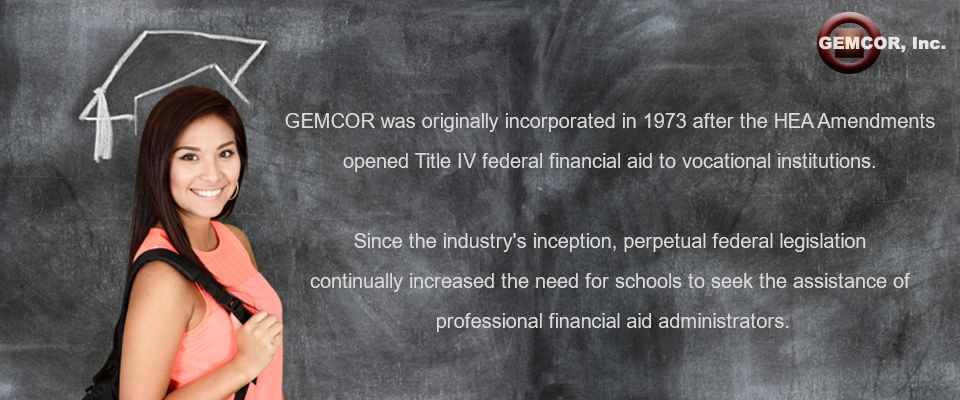 GEMCOR, Inc.
GEMCOR was originally incorporated in 1973 after the HEA Amendments
opened Title IV federal financial aid to vocational institutions.
Since the industry's inception, perpetual federal legislation
continually increased the need for schools to seek the assistance of
professional financial aid administrators.